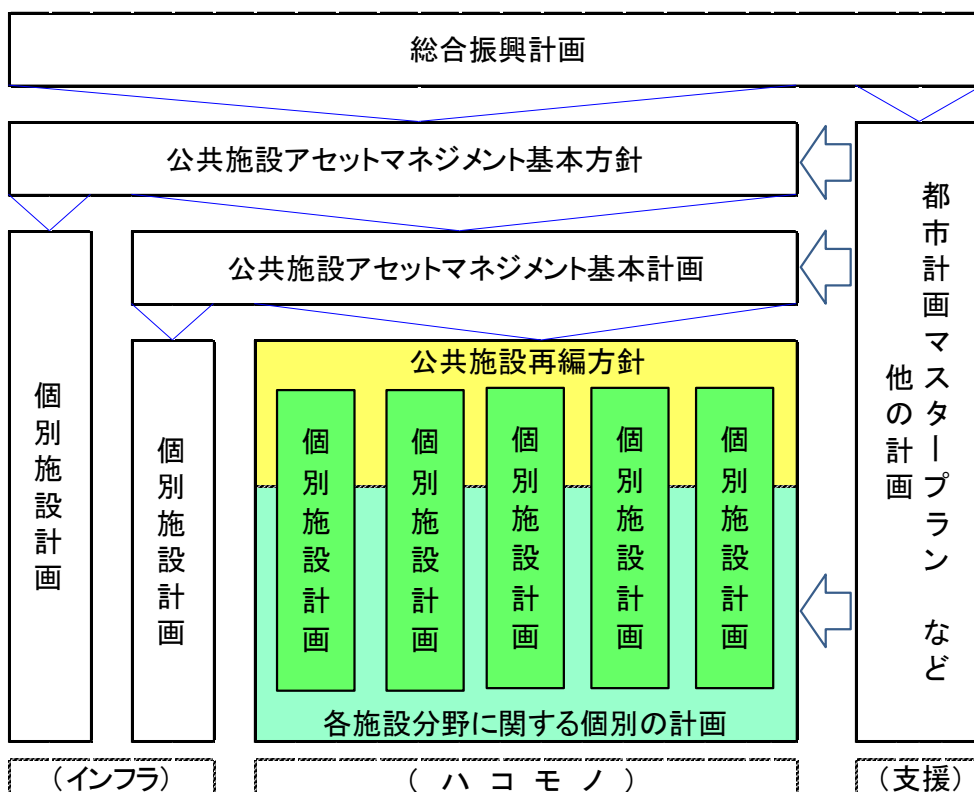 総合振興計画
公共施設アセットマネジメント基本方針
公共施設アセットマネジメント基本計画
個別施設計画
個別施設計画
公共施設再編方針
個別施設計画
個別施設計画
個別施設計画
個別施設計画
個別施設計画
各施設分野に関する個別の計画
都市計画マスタープラン など
他の計画
（インフラ）
（ハコモノ）
（支援）